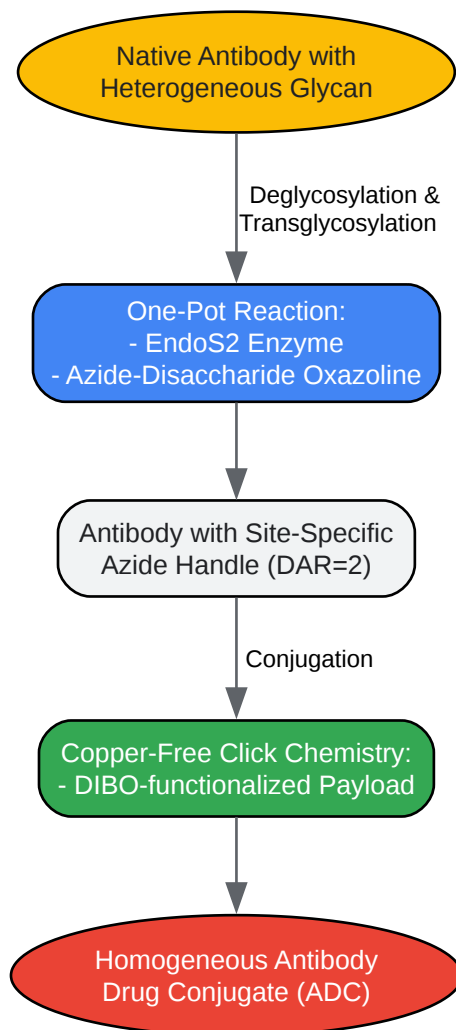 Native Antibody with
Heterogeneous Glycan
Deglycosylation &
Transglycosylation
One-Pot Reaction:
- EndoS2 Enzyme
- Azide-Disaccharide Oxazoline
Antibody with Site-Specific
Azide Handle (DAR=2)
Conjugation
Copper-Free Click Chemistry:
- DIBO-functionalized Payload
Homogeneous Antibody
Drug Conjugate (ADC)